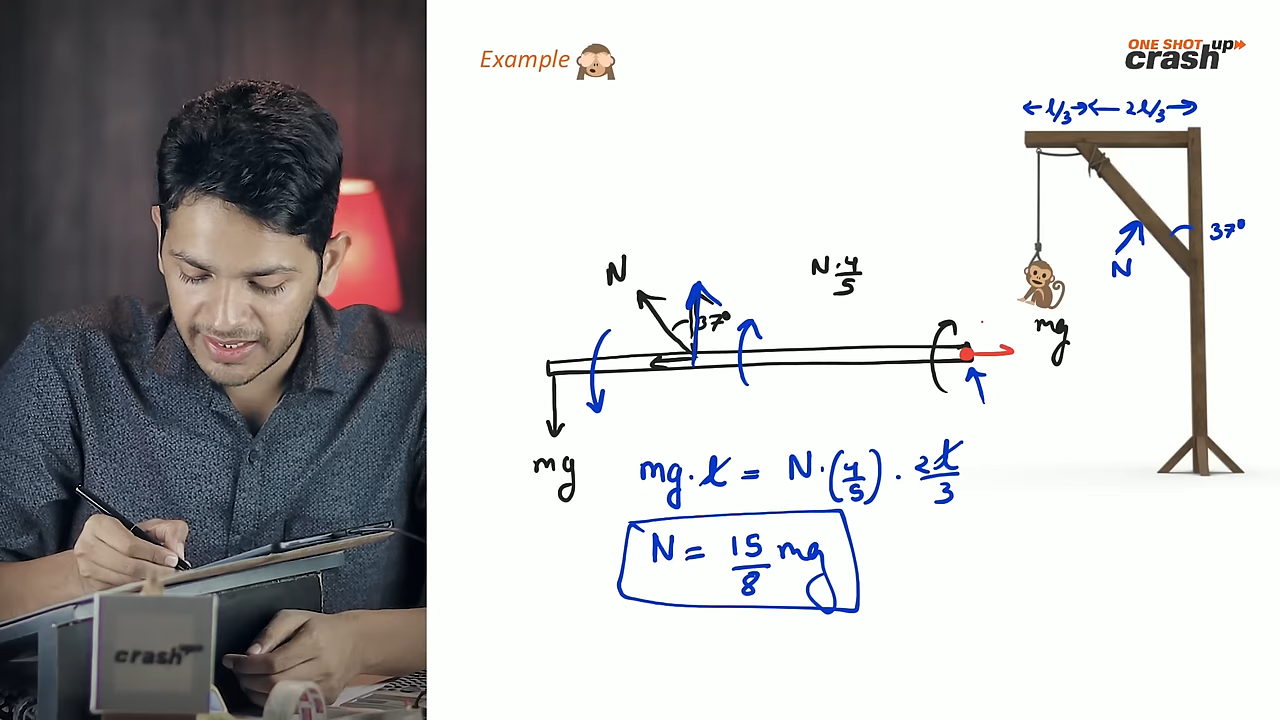 Example
ONE SHOT
crash up
l/3 2l/3
37°
N
mg
N
37°
N·4/5
mg
mg·l = N·(4/5)·2l/3
N = 15/8 mg
crash up